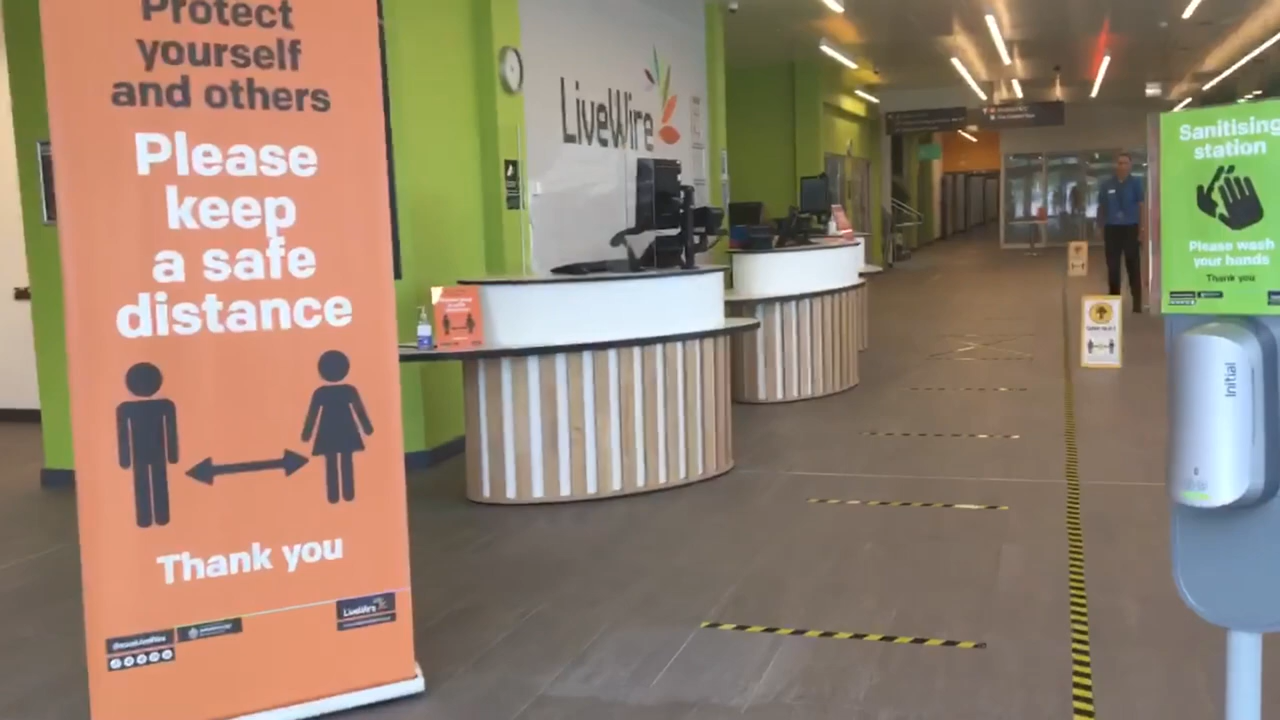 Protect
yourself
and others
Please
keep
a safe
distance
Thank you
LiveWire
LiveWire
Sanitising
station
Please wash
your hands
Thank you
Initial